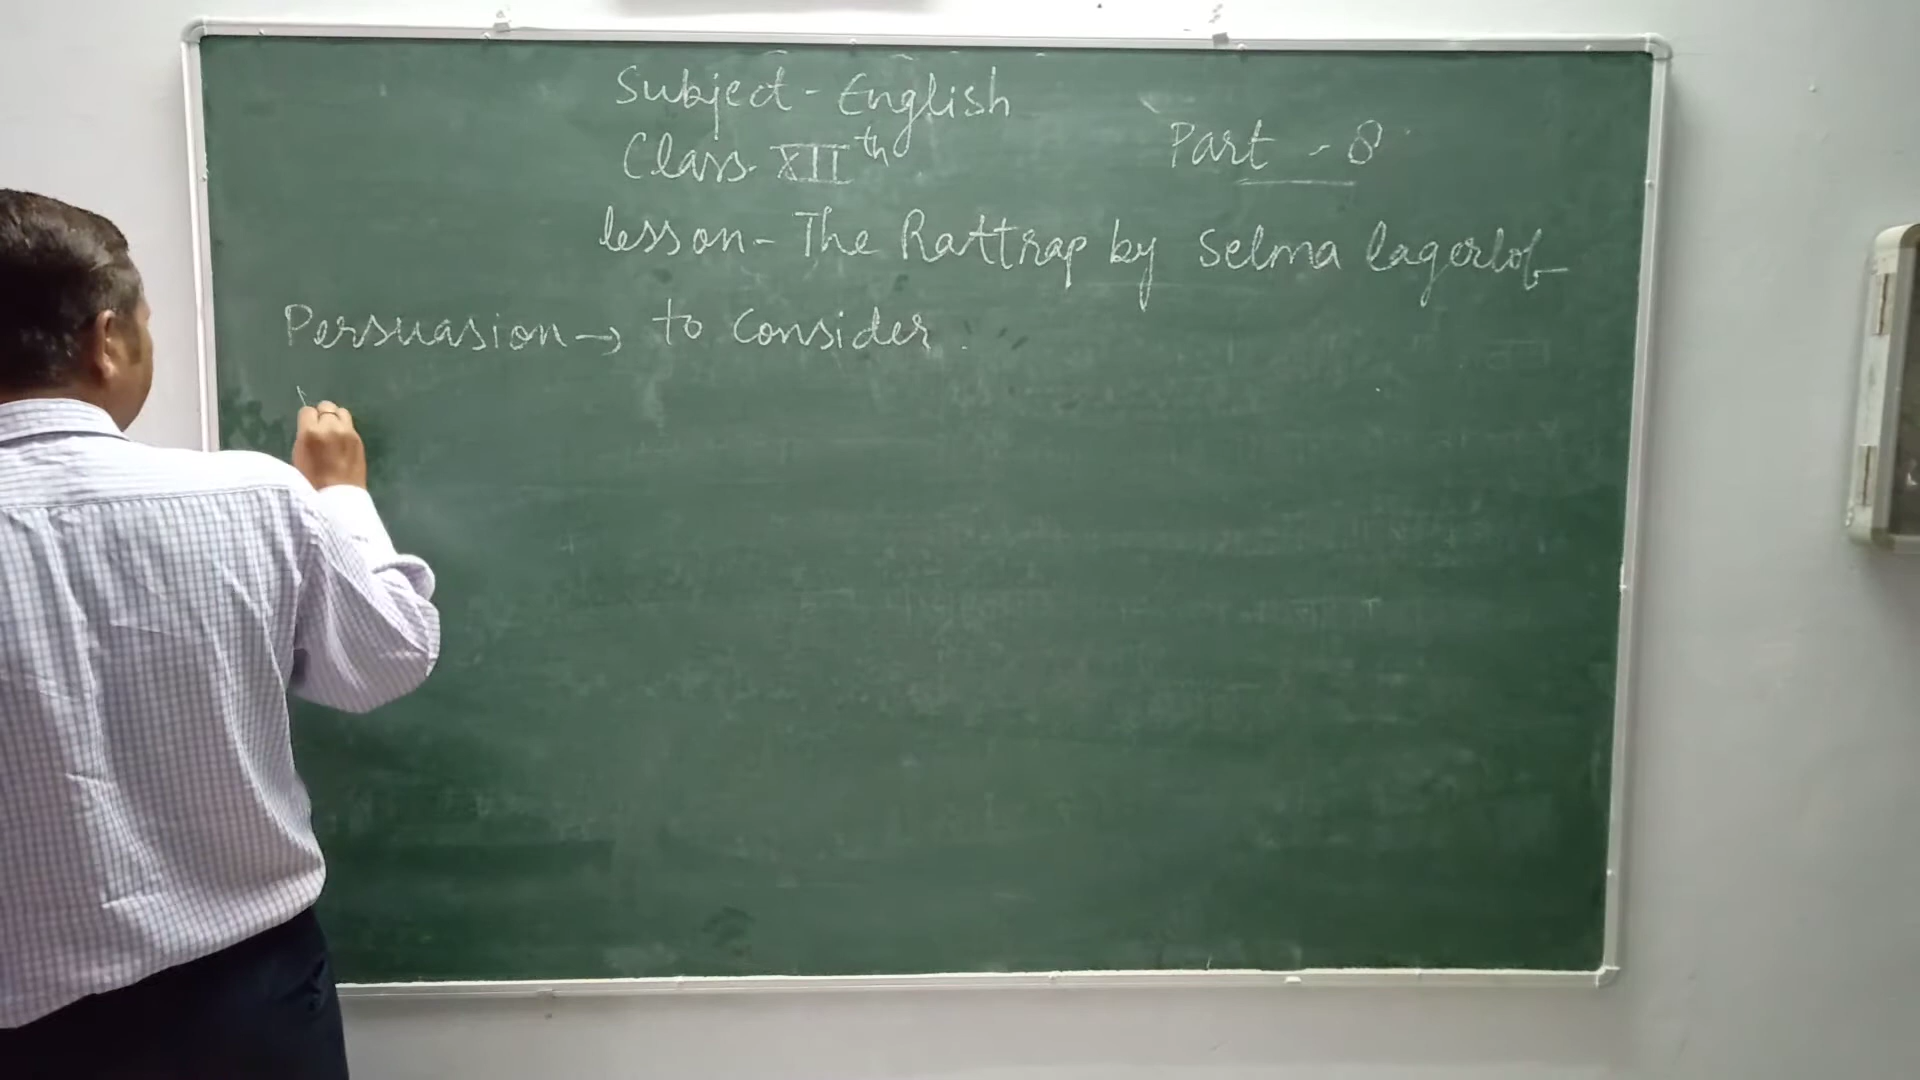 Subject - English
Class XIIth
Part - 8
lesson - The Rattrap by Selma lagerlof
Persuasion → to Consider.